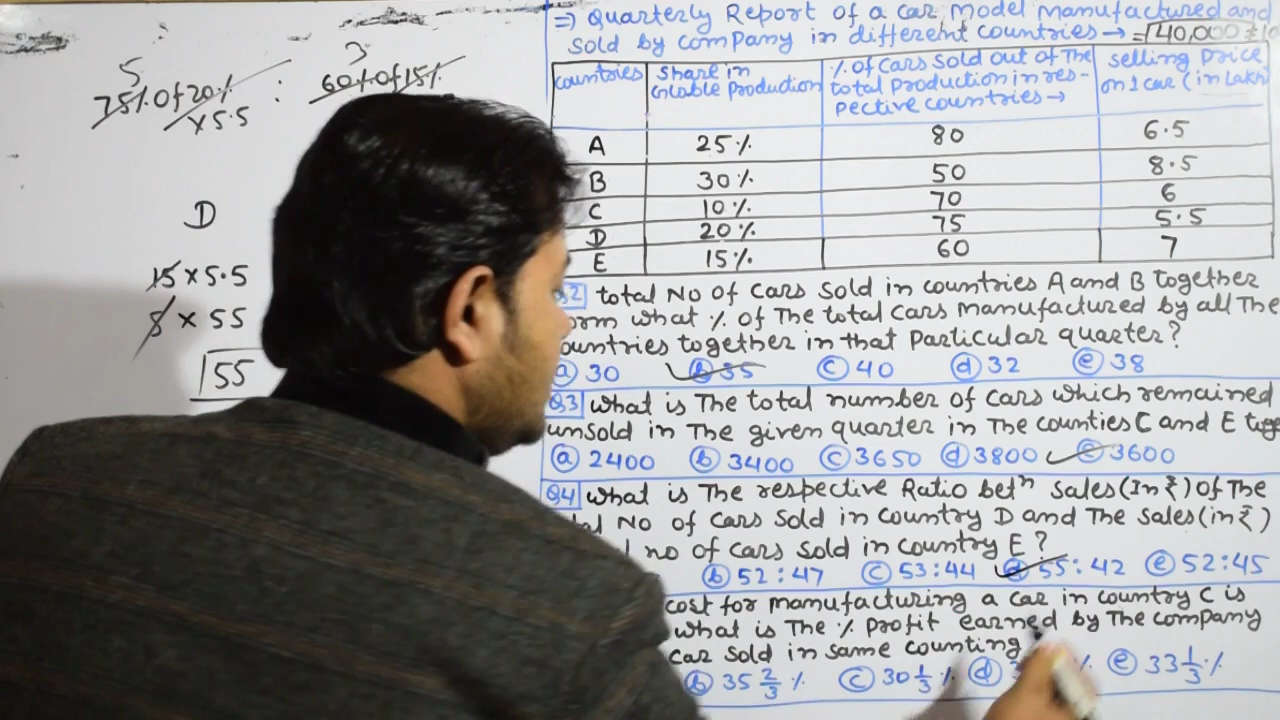 ⇒ Quarterly Report of a car model manufactured and
sold by company in different countries → = 40,000
countries | share in Glable production | % of cars sold out of The total production in res- pective countries → | selling price on 1 car (in Lakh
A | 25% | 80 | 6.5
B | 30% | 50 | 8.5
C | 10% | 70 | 6
D | 20% | 75 | 5.5
E | 15% | 60 | 7
total No of cars sold in countries A and B together
what % of The total cars manufactured by all The
together in that particular quarter?
ⓐ 30 ⓑ 35 ⓒ 40 ⓓ 32 ⓔ 38
Q3 what is The total number of cars which remained
unsold in The given quarter in The counties C and E
ⓐ 2400 ⓑ 3400 ⓒ 3650 ⓓ 3800 ⓔ 3600
Q4 what is The respective Ratio betⁿ sales (In ₹) of The
No of cars sold in country D and The sales (in ₹)
no of cars sold in country E?
ⓑ 52:47 ⓒ 53:44 ⓓ 55:42 ⓔ 52:45
cost for manufacturing a car in country C is
what is The % profit earned by The company
car sold in same counting
ⓑ 35 2/3 % ⓒ 30 1/3 % ⓓ % ⓔ 33 1/3 %
5 3
75% of 20% : 60% of 15%
×5.5
D
15 × 5.5
5 × 55
55